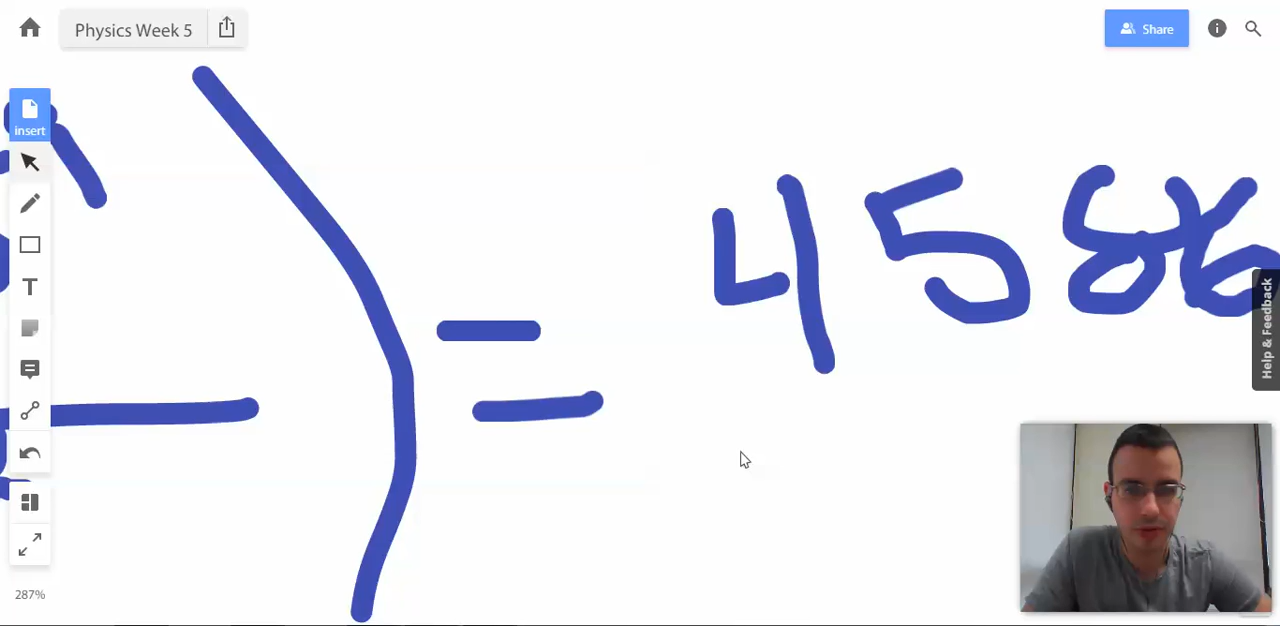 Physics Week 5
Share
insert
) = 4586
T
287%
Help & Feedback